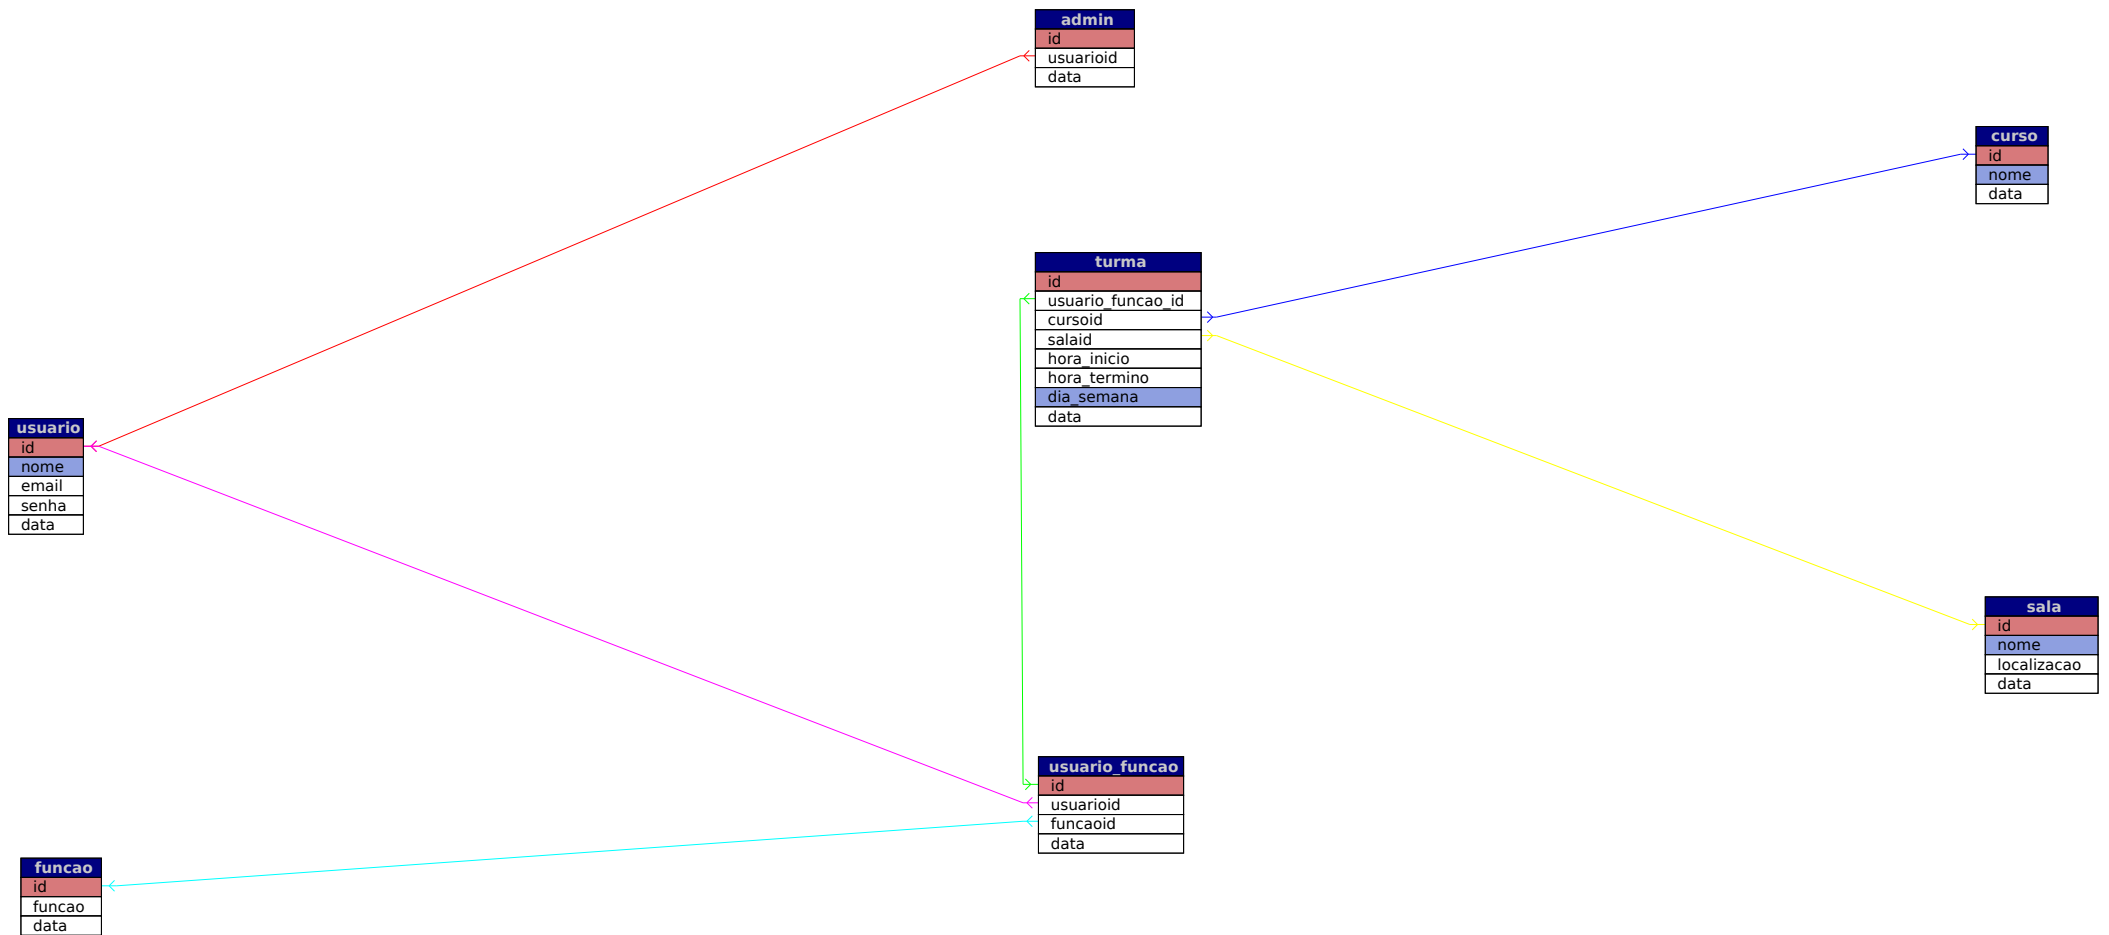 admin
id
usuarioid
data
curso
id
nome
data
turma
id
usuario_funcao_id
cursoid
salaid
hora_inicio
hora_termino
dia_semana
data
usuario
id
nome
email
senha
data
sala
id
nome
localizacao
data
usuario_funcao
id
usuarioid
funcaoid
data
funcao
id
funcao
data